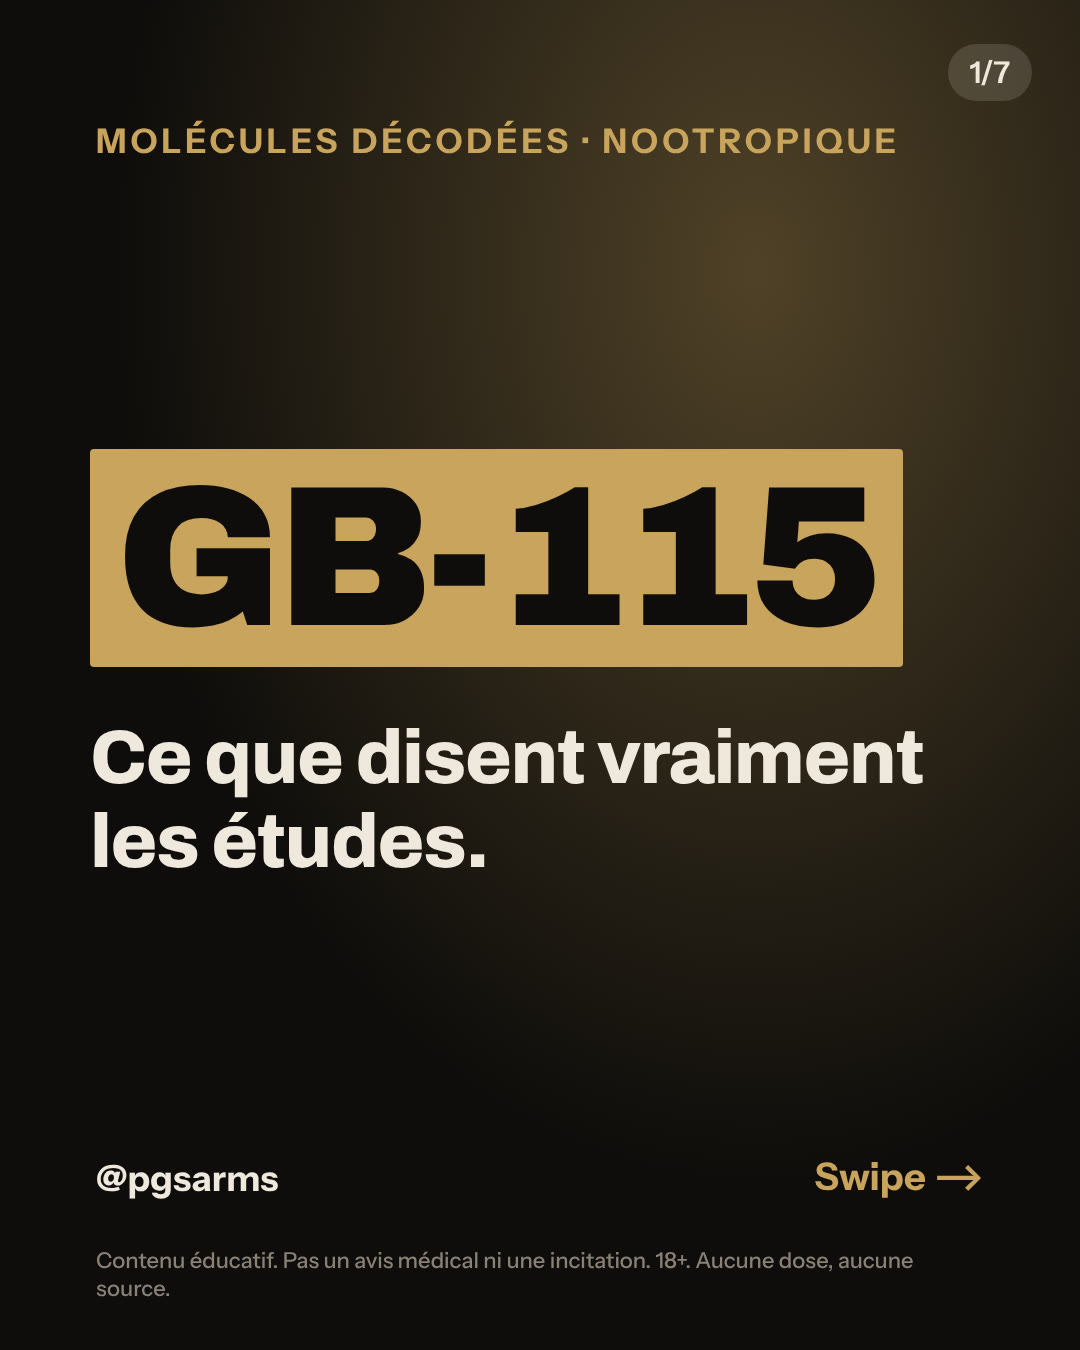 1/7
MOLÉCULES DÉCODÉES · NOOTROPIQUE
GB-115
Ce que disent vraiment
les études.
@pgsarms
Swipe →
Contenu éducatif. Pas un avis médical ni une incitation. 18+. Aucune dose, aucune
source.